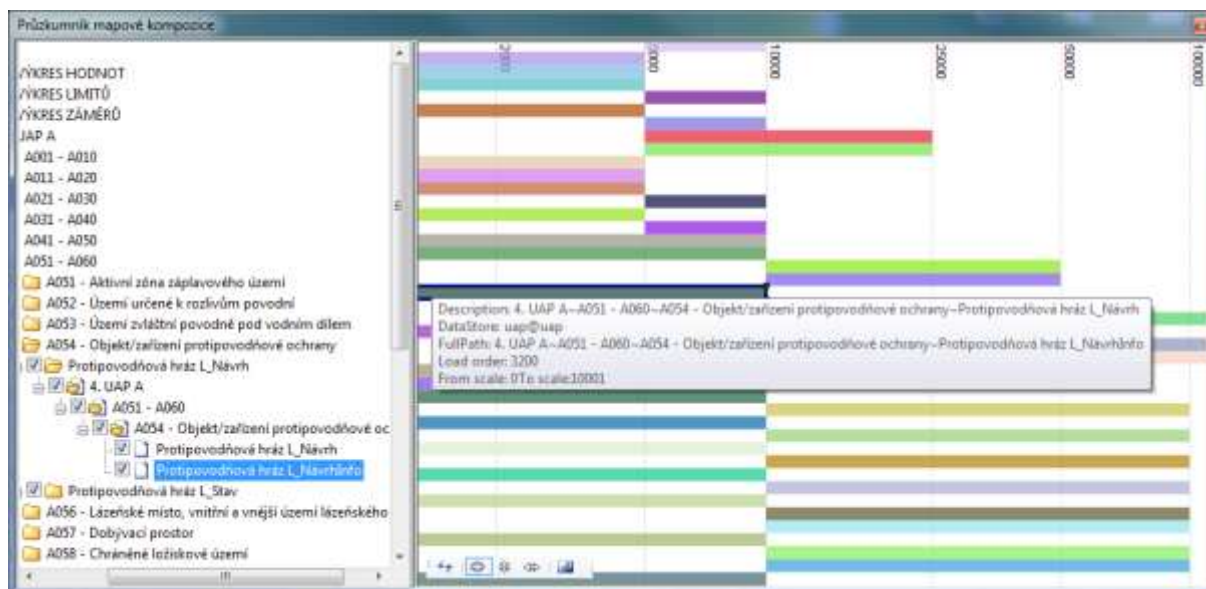 Průzkumník mapové kompozice
VÝKRES HODNOT
VÝKRES LIMITŮ
VÝKRES ZÁMĚRŮ
JAP A
A001 - A010
A011 - A020
A021 - A030
A031 - A040
A041 - A050
A051 - A060
A051 - Aktivní zóna záplavového území
A052 - Území určené k rozlivům povodní
A053 - Území zvláštní povodně pod vodním dílem
A054 - Objekt/zařízení protipovodňové ochrany
Protipovodňová hráz L_Návrh
4. UAP A
A051 - A060
A054 - Objekt/zařízení protipovodňové oc
Protipovodňová hráz L_Návrh
Protipovodňová hráz L_NávrhInfo
Protipovodňová hráz L_Stav
A056 - Lázeňské místo, vnitřní a vnější území lázeňského
A057 - Dobývací prostor
A058 - Chráněné ložiskové území
5000
10000
25000
50000
100000
Description: 4. UAP A~A051 - A060~A054 - Objekt/zařízení protipovodňové ochrany~Protipovodňová hráz L_Návrh
DataStore: uap@uap
FullPath: 4. UAP A~A051 - A060~A054 - Objekt/zařízení protipovodňové ochrany~Protipovodňová hráz L_NávrhInfo
Load order: 3200
From scale: 0To scale:10001